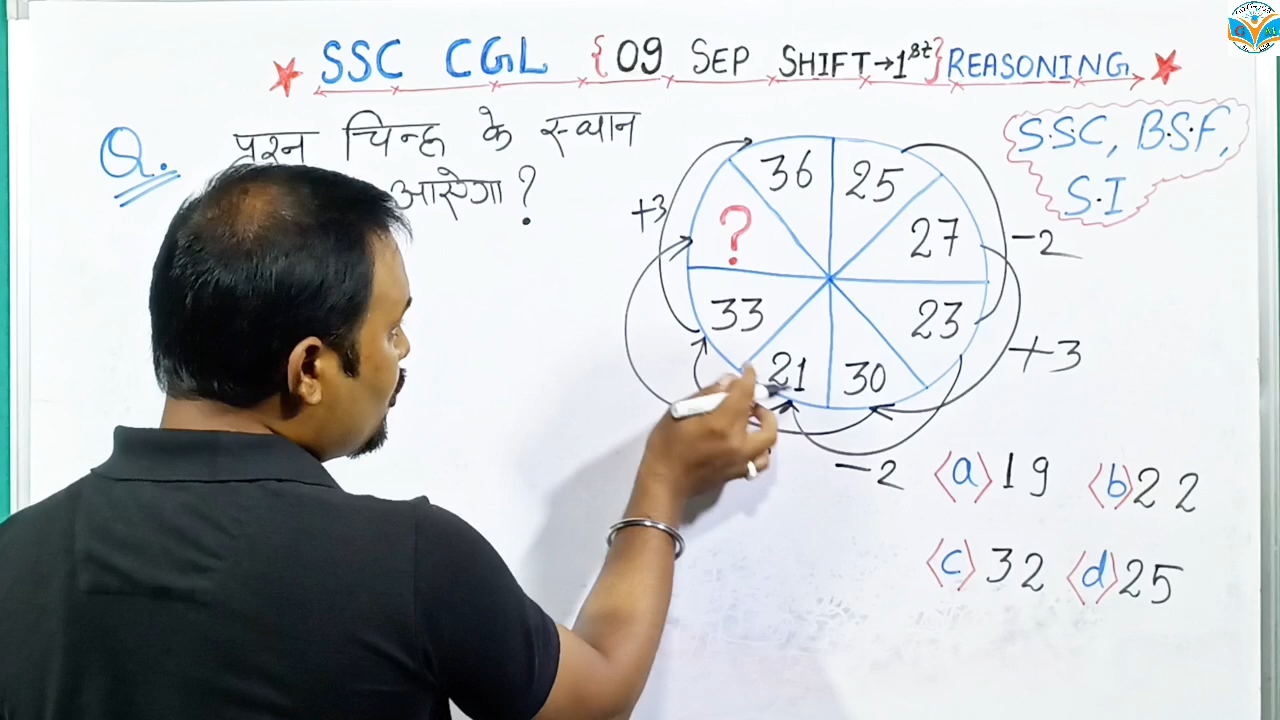 SSC CGL {09 SEP SHIFT→1st} REASONING
Q. प्रश्न चिन्ह के स्थान
आऐगा ?
S.S.C, B.S.F,
S.I
36 25
? 27
33 23
21 30
+3
-2
+3
-2
(a) 19 (b) 22
(c) 32 (d) 25